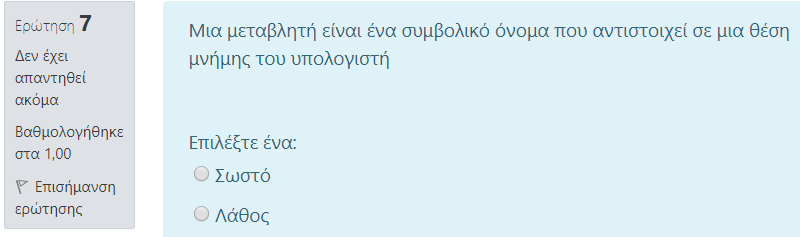 Ερώτηση 7
Δεν έχει
απαντηθεί
ακόμα
Βαθμολογήθηκε
στα 1,00
Επισήμανση
ερώτησης
Μια μεταβλητή είναι ένα συμβολικό όνομα που αντιστοιχεί σε μια θέση
μνήμης του υπολογιστή
Επιλέξτε ένα:
Σωστό
Λάθος